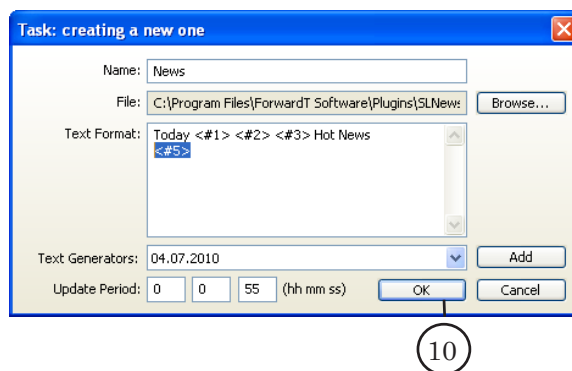 Task: creating a new one
Name: News
File: C:\Program Files\ForwardT Software\Plugins\SLNews Browse...
Text Format: Today <#1> <#2> <#3> Hot News
<#5>
Text Generators: 04.07.2010 Add
Update Period: 0 0 55 (hh mm ss) OK Cancel
10